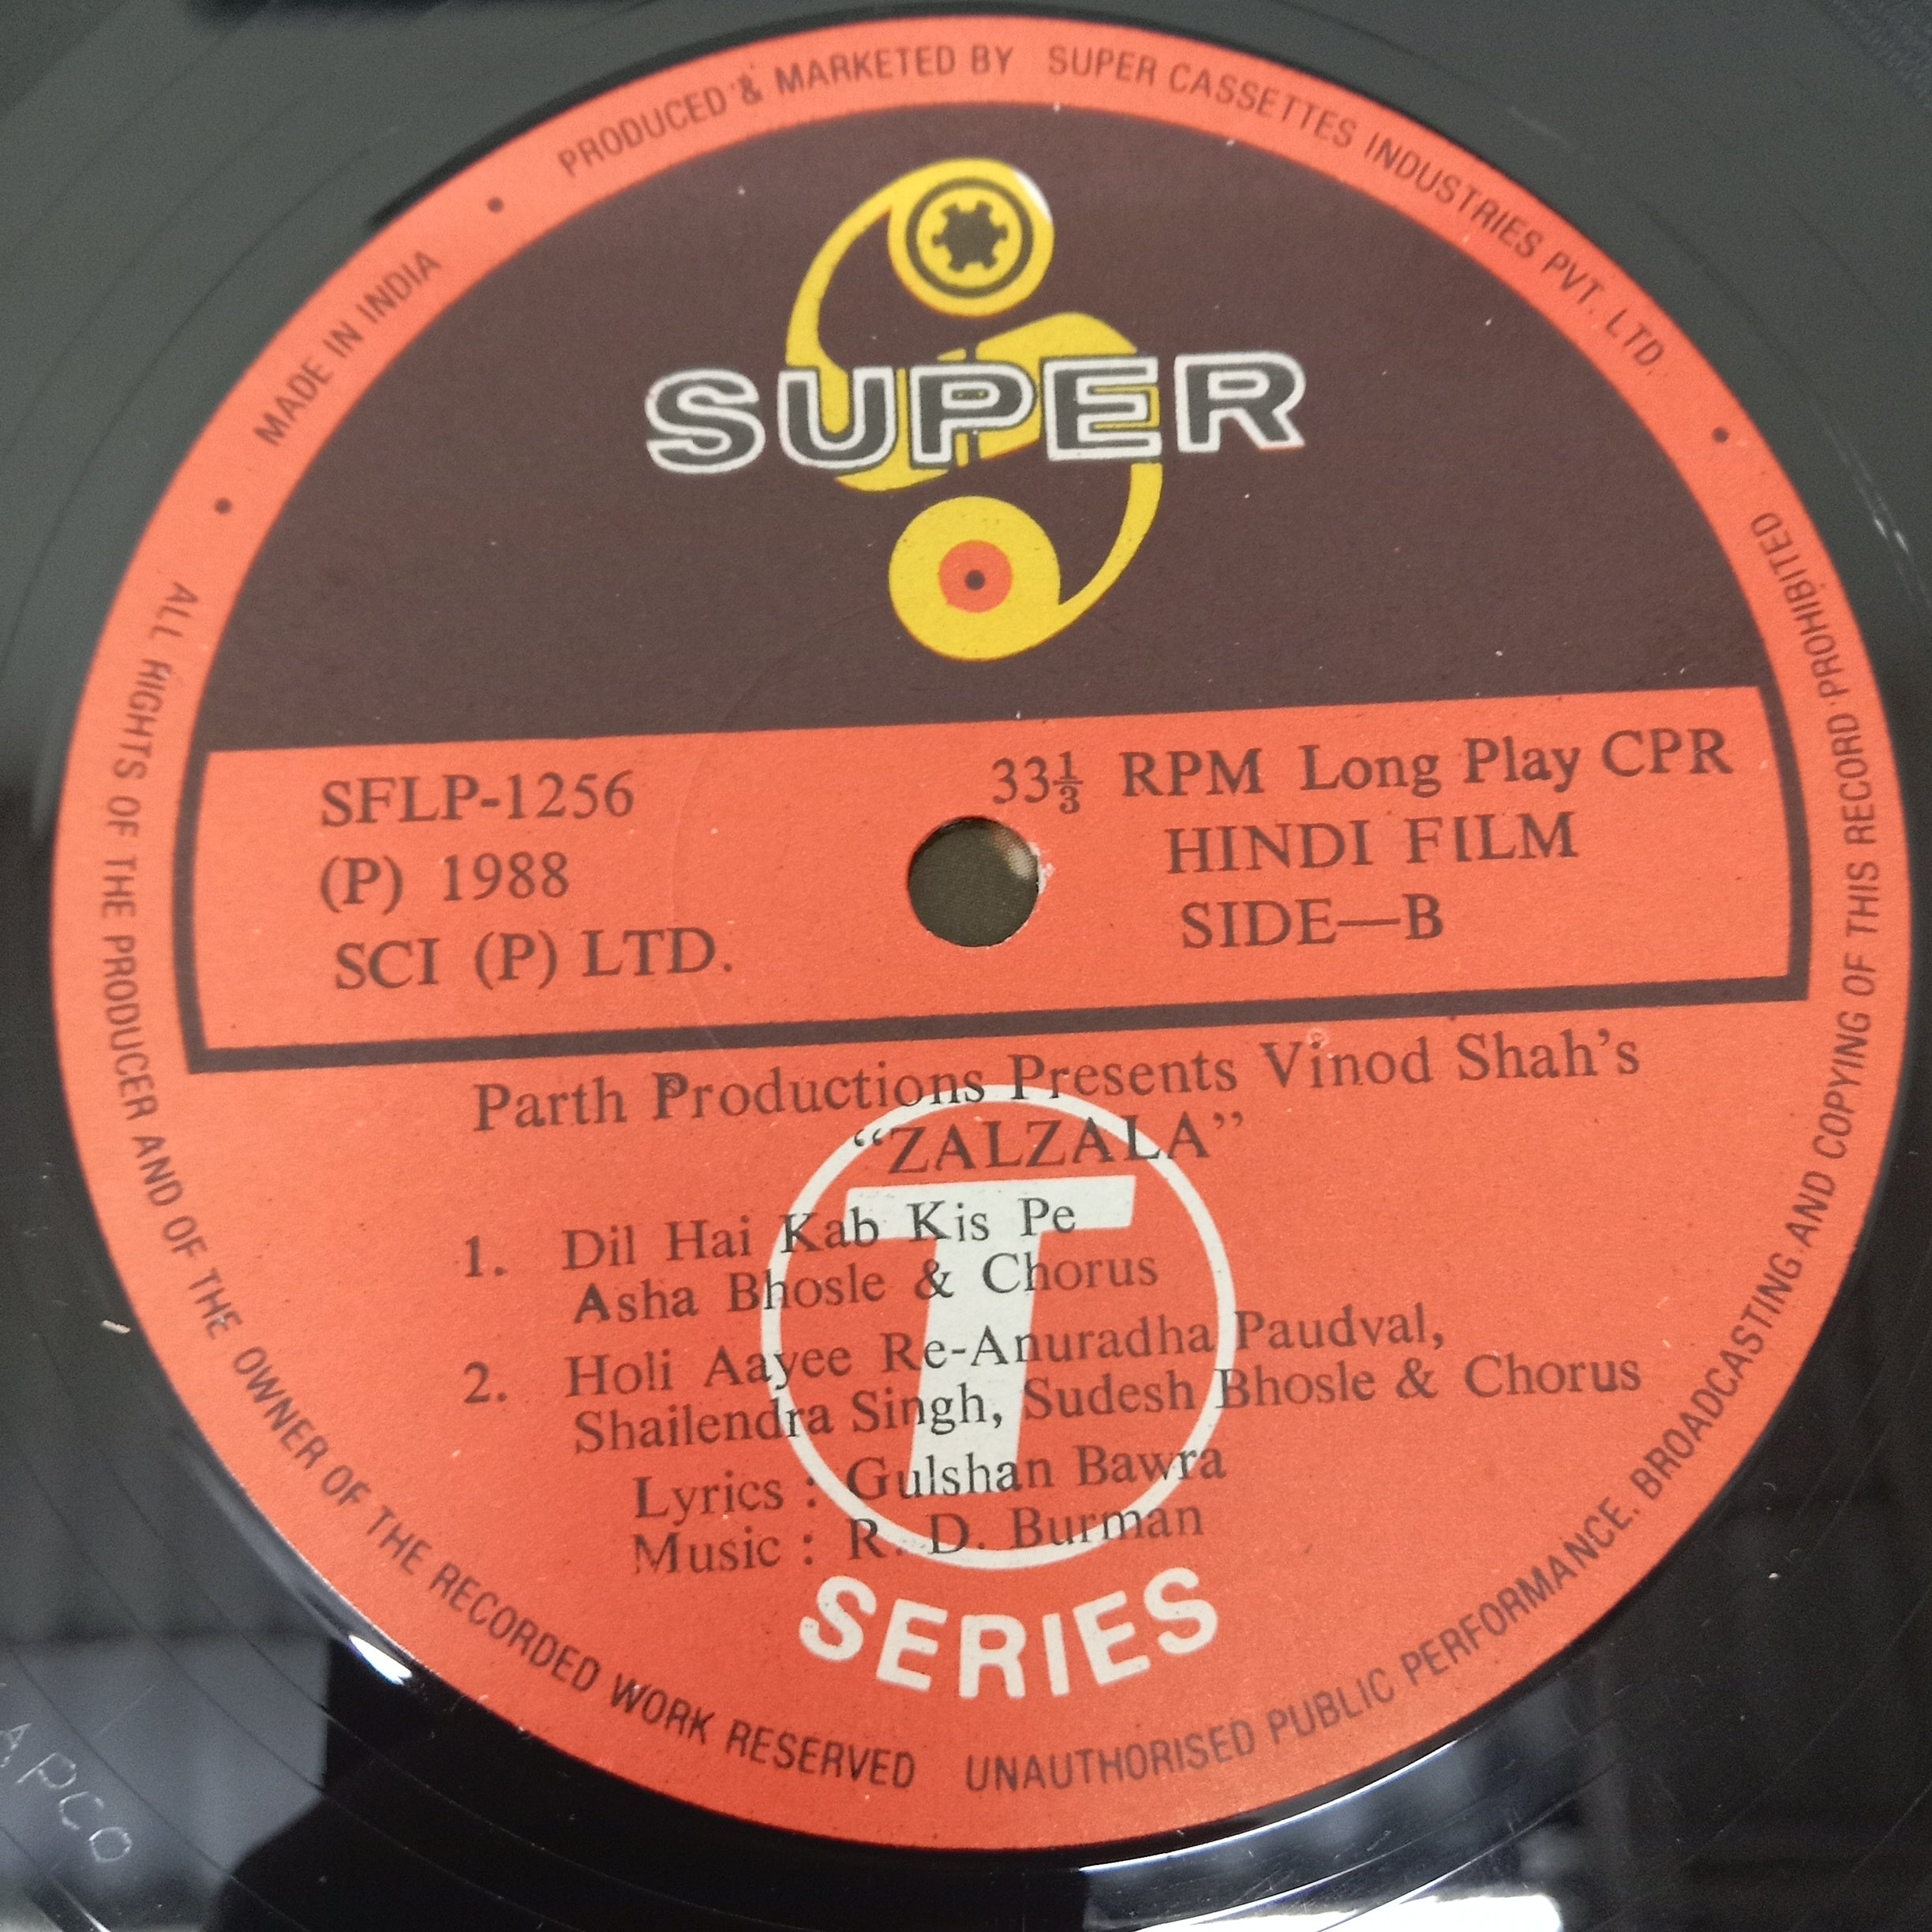 MADE IN INDIA • PRODUCED & MARKETED BY SUPER CASSETTES INDUSTRIES PVT. LTD. •
SUPER
SFLP-1256
(P) 1988
SCI (P) LTD.
33⅓ RPM Long Play CPR
HINDI FILM
SIDE—B
Parth Productions Presents Vinod Shah's
“ZALZALA”
1. Dil Hai Kab Kis Pe
Asha Bhosle & Chorus
2. Holi Aayee Re-Anuradha Paudval,
Shailendra Singh, Sudesh Bhosle & Chorus
Lyrics : Gulshan Bawra
Music : R. D. Burman
T
SERIES
ALL RIGHTS OF THE PRODUCER AND OF THE OWNER OF THE RECORDED WORK RESERVED
UNAUTHORISED PUBLIC PERFORMANCE. BROADCASTING AND COPYING OF THIS RECORD PROHIBITED
APCO